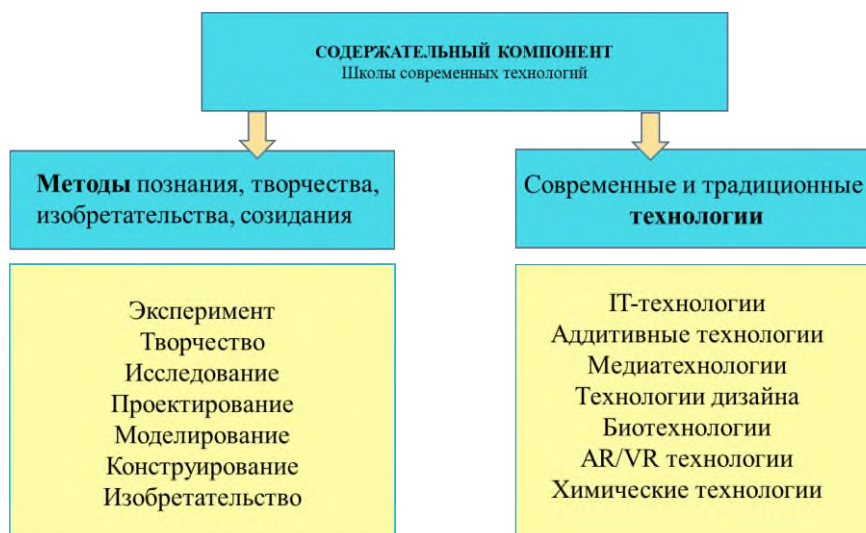 СОДЕРЖАТЕЛЬНЫЙ КОМПОНЕНТ
Школы современных технологий
Методы познания, творчества,
изобретательства, созидания
Эксперимент
Творчество
Исследование
Проектирование
Моделирование
Конструирование
Изобретательство
Современные и традиционные
технологии
IT-технологии
Аддитивные технологии
Медиатехнологии
Технологии дизайна
Биотехнологии
AR/VR технологии
Химические технологии